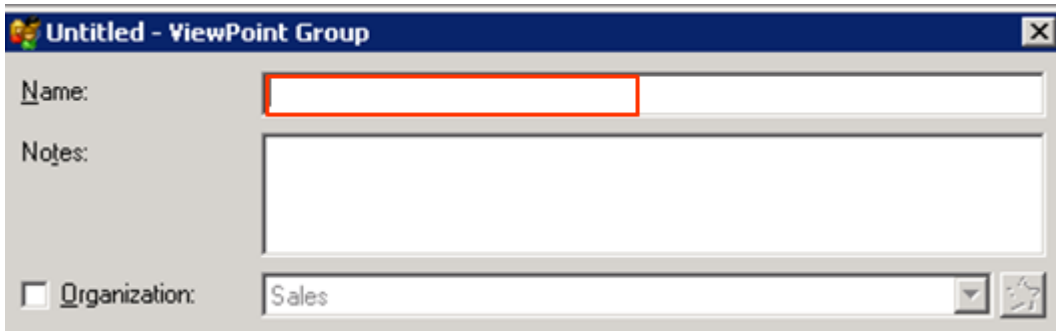 Untitled - ViewPoint Group
Name:
Notes:
Organization: Sales